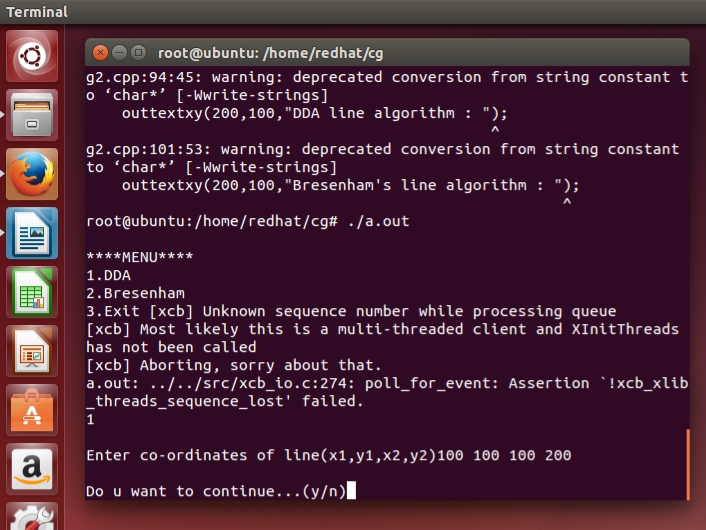 Terminal
root@ubuntu: /home/redhat/cg
g2.cpp:94:45: warning: deprecated conversion from string constant t
o ‘char*’ [-Wwrite-strings]
outtextxy(200,100,"DDA line algorithm : ");
^
g2.cpp:101:53: warning: deprecated conversion from string constant
to ‘char*’ [-Wwrite-strings]
outtextxy(200,100,"Bresenham's line algorithm : ");
^
root@ubuntu:/home/redhat/cg# ./a.out
****MENU****
1.DDA
2.Bresenham
3.Exit [xcb] Unknown sequence number while processing queue
[xcb] Most likely this is a multi-threaded client and XInitThreads
has not been called
[xcb] Aborting, sorry about that.
a.out: ../../src/xcb_io.c:274: poll_for_event: Assertion `!xcb_xlib
_threads_sequence_lost' failed.
1
Enter co-ordinates of line(x1,y1,x2,y2)100 100 100 200
Do u want to continue...(y/n)